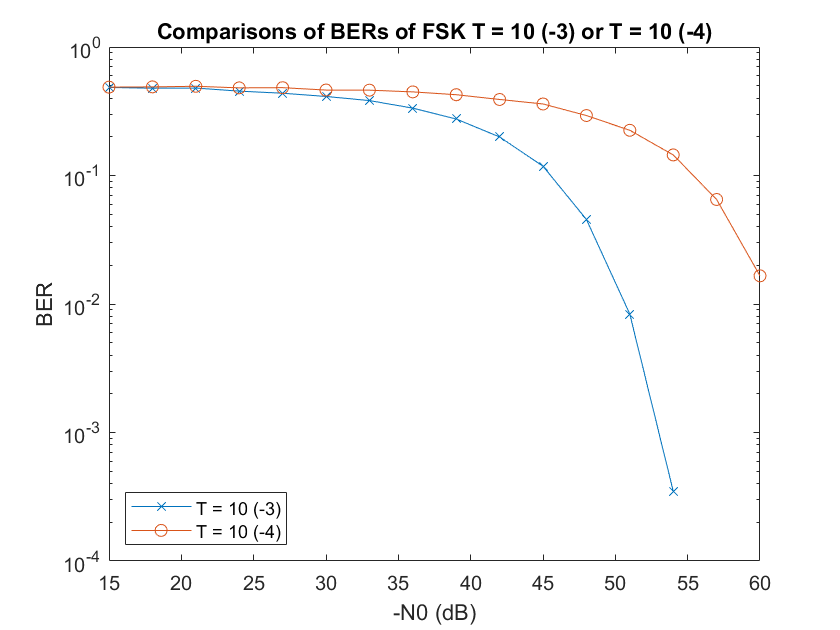 Comparisons of BERs of FSK T = 10 (-3) or T = 10 (-4)
10^0
10^-1
10^-2
10^-3
10^-4
BER
T = 10 (-3)
T = 10 (-4)
15 20 25 30 35 40 45 50 55 60
-N0 (dB)